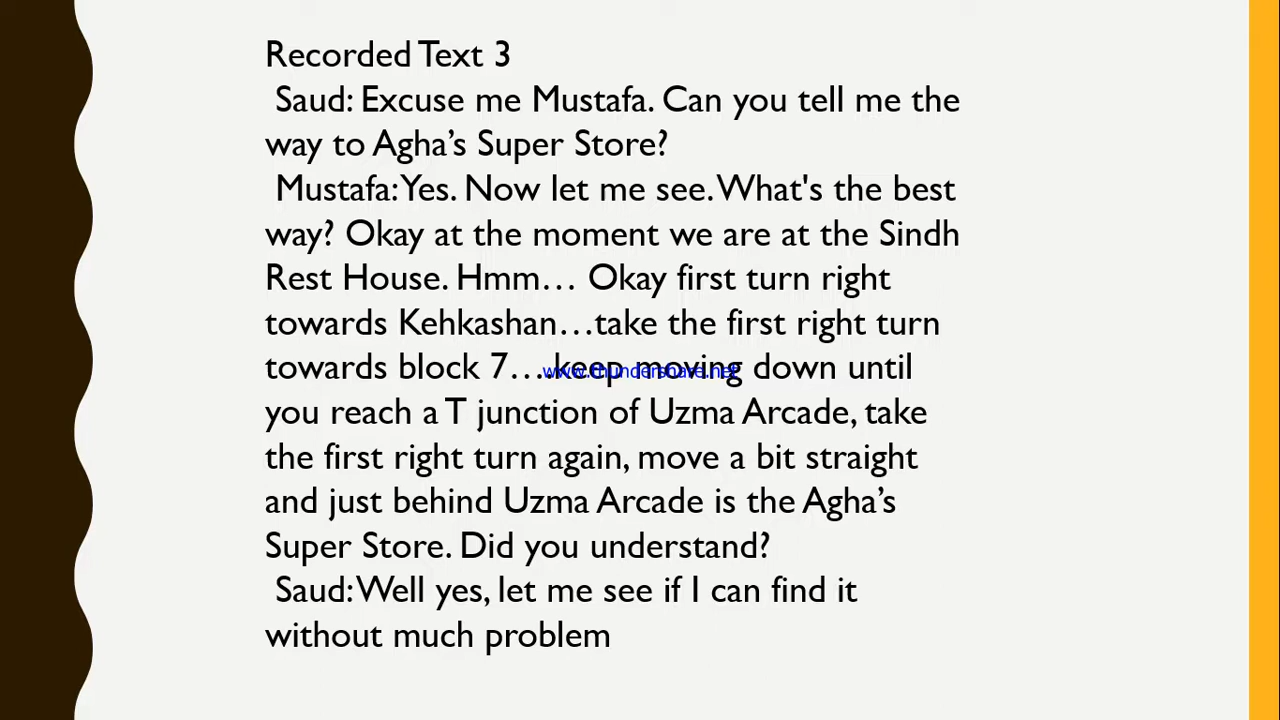 Recorded Text 3
Saud: Excuse me Mustafa. Can you tell me the
way to Agha’s Super Store?
Mustafa: Yes. Now let me see. What's the best
way? Okay at the moment we are at the Sindh
Rest House. Hmm… Okay first turn right
towards Kehkashan…take the first right turn
towards block 7….keep moving down until
www.thundershare.net
you reach a T junction of Uzma Arcade, take
the first right turn again, move a bit straight
and just behind Uzma Arcade is the Agha’s
Super Store. Did you understand?
Saud: Well yes, let me see if I can find it
without much problem